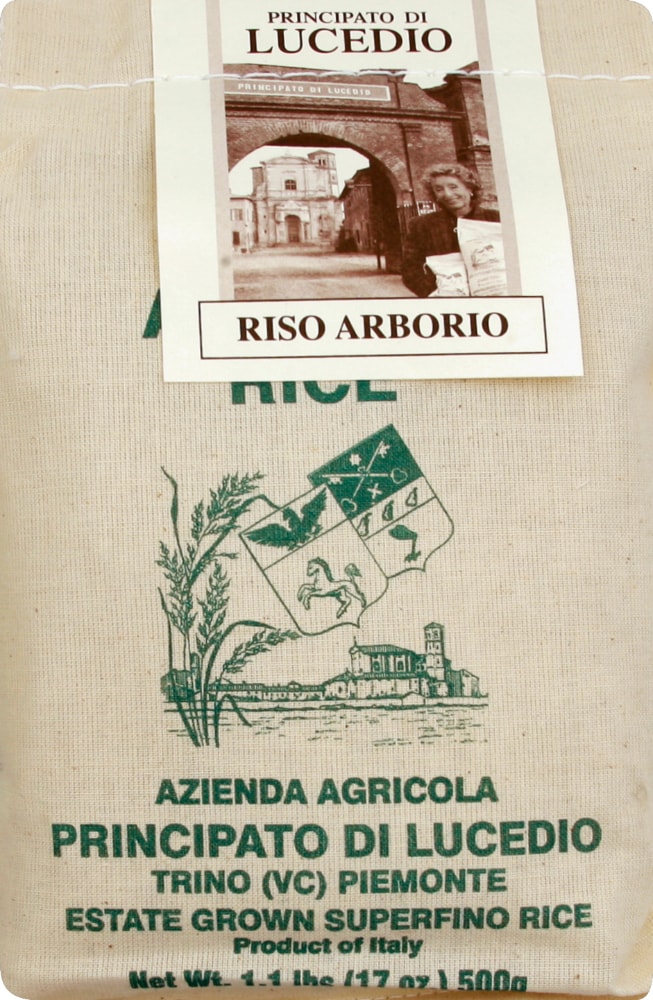 PRINCIPATO DI
LUCEDIO
PRINCIPATO DI LUCEDIO
RISO ARBORIO
RICE
AZIENDA AGRICOLA
PRINCIPATO DI LUCEDIO
TRINO (VC) PIEMONTE
ESTATE GROWN SUPERFINO RICE
Product of Italy
Net Wt. 1.1 lbs (17 oz.) 500g